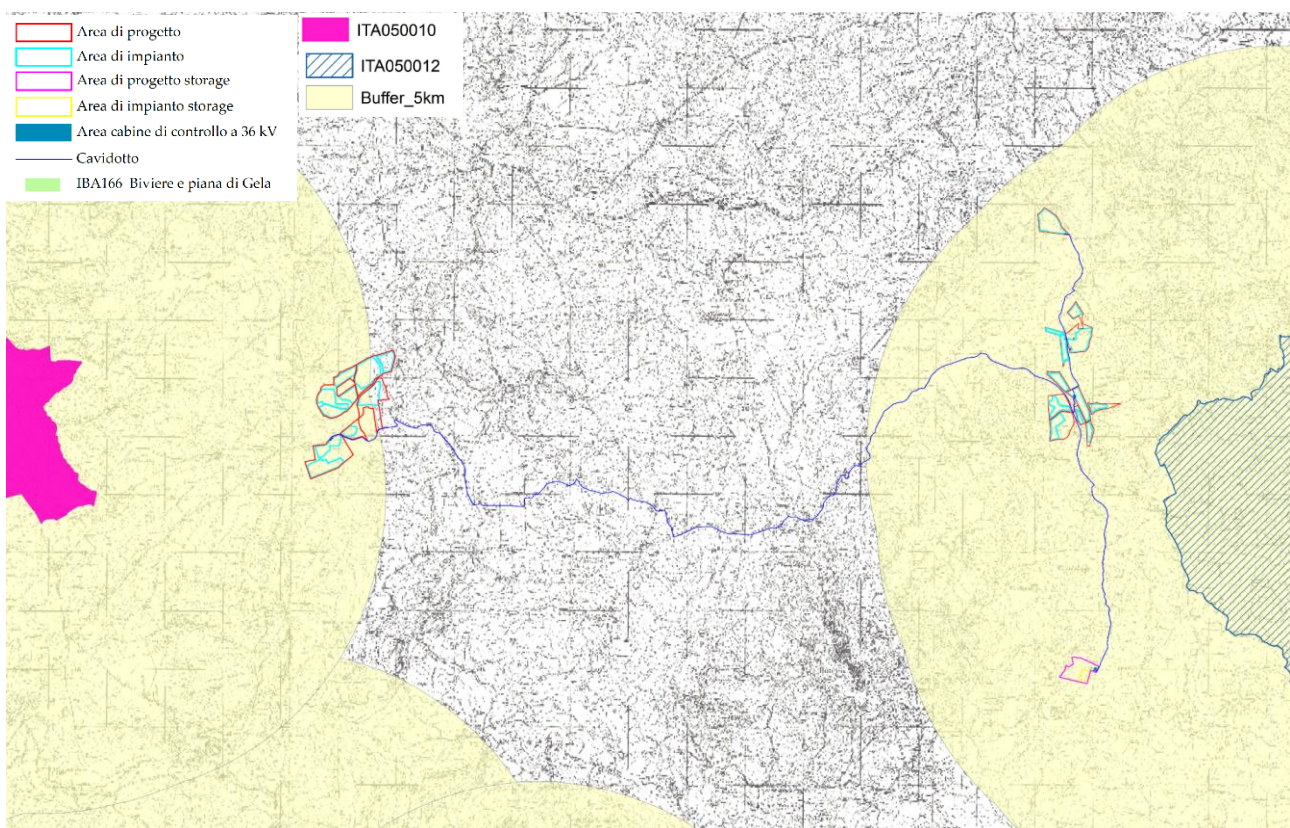 Area di progetto
Area di impianto
Area di progetto storage
Area di impianto storage
Area cabine di controllo a 36 kV
Cavidotto
IBA166 Biviere e piana di Gela
ITA050010
ITA050012
Buffer_5km